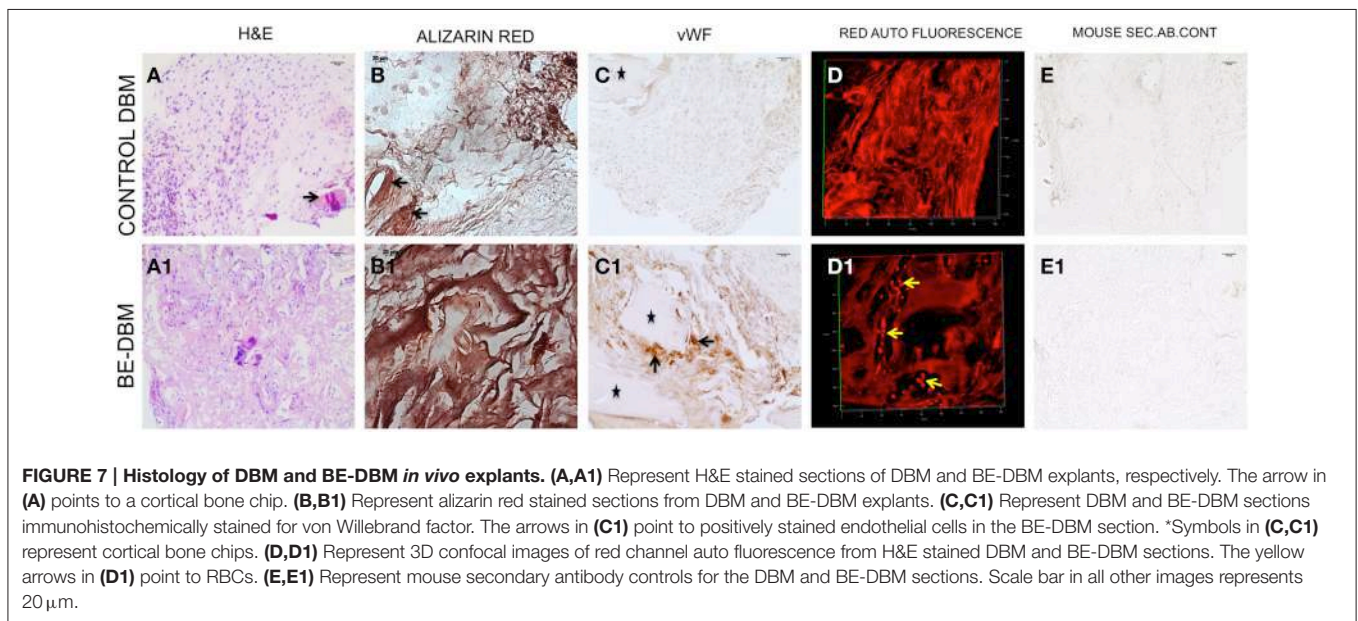 H&E
ALIZARIN RED
vWF
RED AUTO FLUORESCENCE
MOUSE SEC.AB.CONT
CONTROL DBM
A
B
C
D
E
BE-DBM
A1
B1
C1
D1
E1
FIGURE 7 | Histology of DBM and BE-DBM in vivo explants. (A,A1) Represent H&E stained sections of DBM and BE-DBM explants, respectively. The arrow in
(A) points to a cortical bone chip. (B,B1) Represent alizarin red stained sections from DBM and BE-DBM explants. (C,C1) Represent DBM and BE-DBM sections
immunohistochemically stained for von Willebrand factor. The arrows in (C1) point to positively stained endothelial cells in the BE-DBM section. *Symbols in (C,C1)
represent cortical bone chips. (D,D1) Represent 3D confocal images of red channel auto fluorescence from H&E stained DBM and BE-DBM sections. The yellow
arrows in (D1) point to RBCs. (E,E1) Represent mouse secondary antibody controls for the DBM and BE-DBM sections. Scale bar in all other images represents
20 μm.